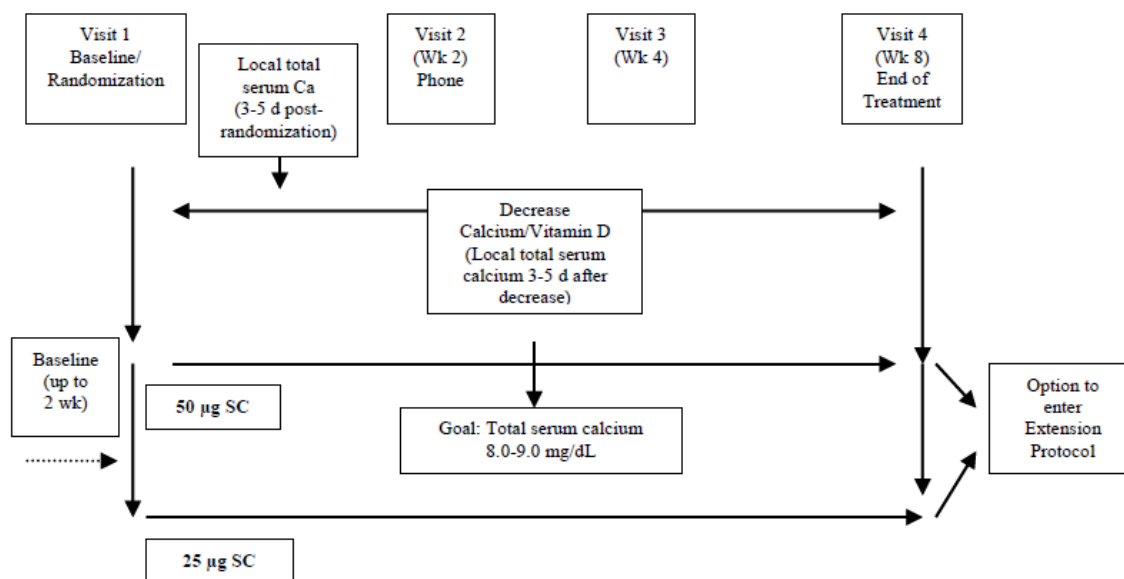 Visit 1
Baseline/
Randomization
Local total
serum Ca
(3-5 d post-
randomization)
Visit 2
(Wk 2)
Phone
Visit 3
(Wk 4)
Visit 4
(Wk 8)
End of
Treatment
Decrease
Calcium/Vitamin D
(Local total serum
calcium 3-5 d after
decrease)
Baseline
(up to
2 wk)
50 µg SC
Goal: Total serum calcium
8.0-9.0 mg/dL
Option to
enter
Extension
Protocol
25 µg SC